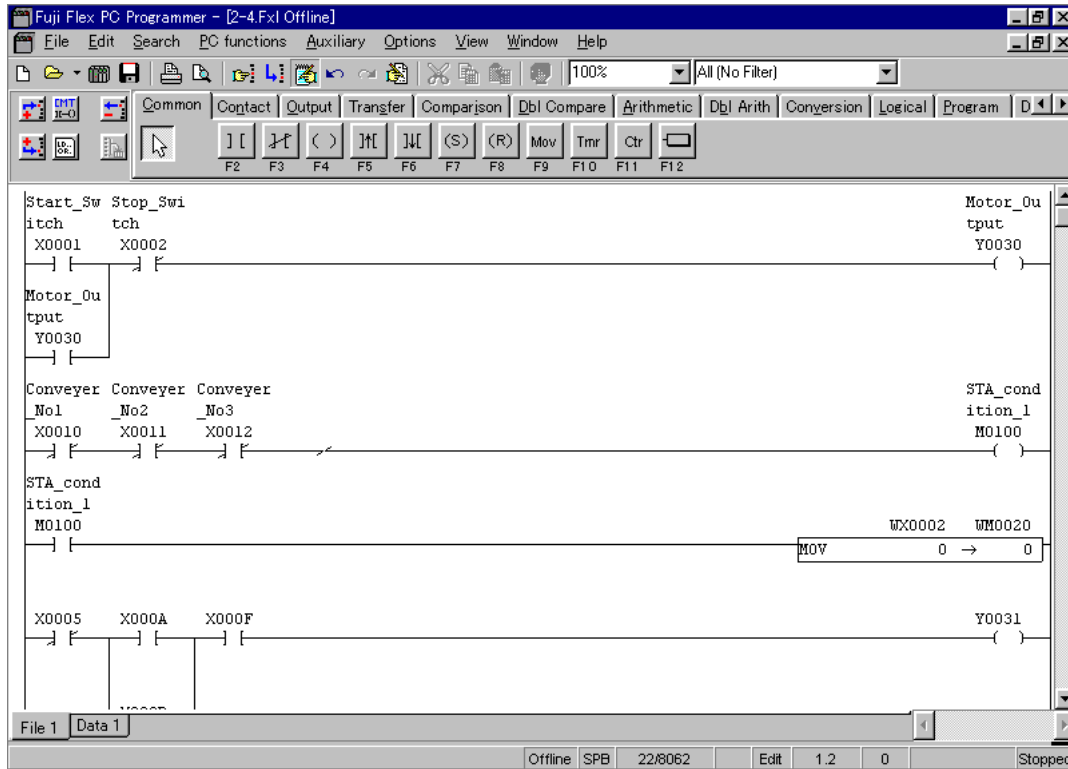 Fuji Flex PC Programmer - [2-4.Fxl Offline]
File Edit Search PC functions Auxiliary Options View Window Help
100% All (No Filter)
CMT
Common Contact Output Transfer Comparison Dbl Compare Arithmetic Dbl Arith Conversion Logical Program D
(S) (R) Mov Tmr Ctr
F2 F3 F4 F5 F6 F7 F8 F9 F10 F11 F12
Start_Sw Stop_Swi Motor_Ou
itch tch tput
X0001 X0002 Y0030
Motor_Ou
tput
Y0030
Conveyer Conveyer Conveyer STA_cond
_No1 _No2 _No3 ition_1
X0010 X0011 X0012 M0100
STA_cond
ition_1
M0100 WX0002 WM0020
MOV 0 → 0
X0005 X000A X000F Y0031
File 1 Data 1
Offline SPB 22/8062 Edit 1.2 0 Stopped